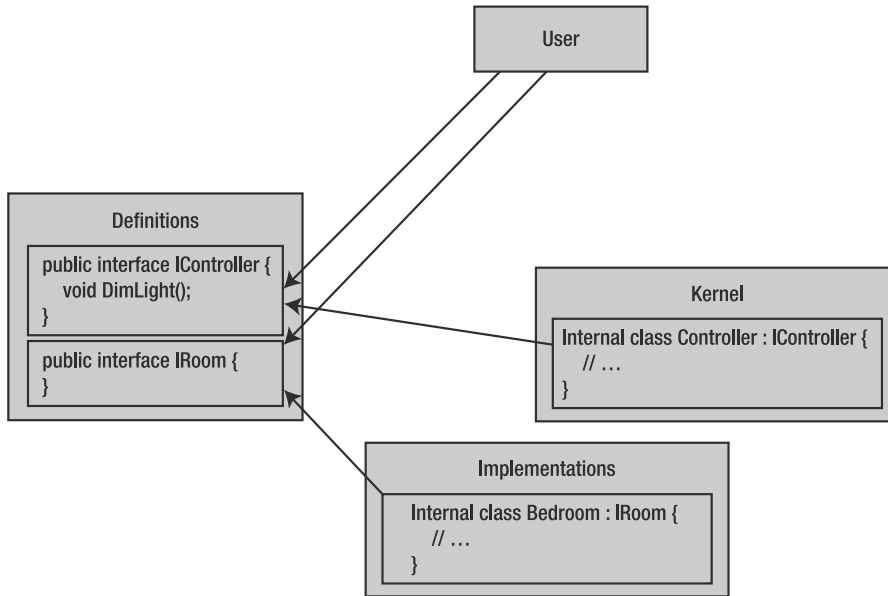 User
Definitions
public interface IController {
void DimLight();
}
public interface IRoom {
}
Kernel
Internal class Controller : IController {
// …
}
Implementations
Internal class Bedroom : IRoom {
// …
}